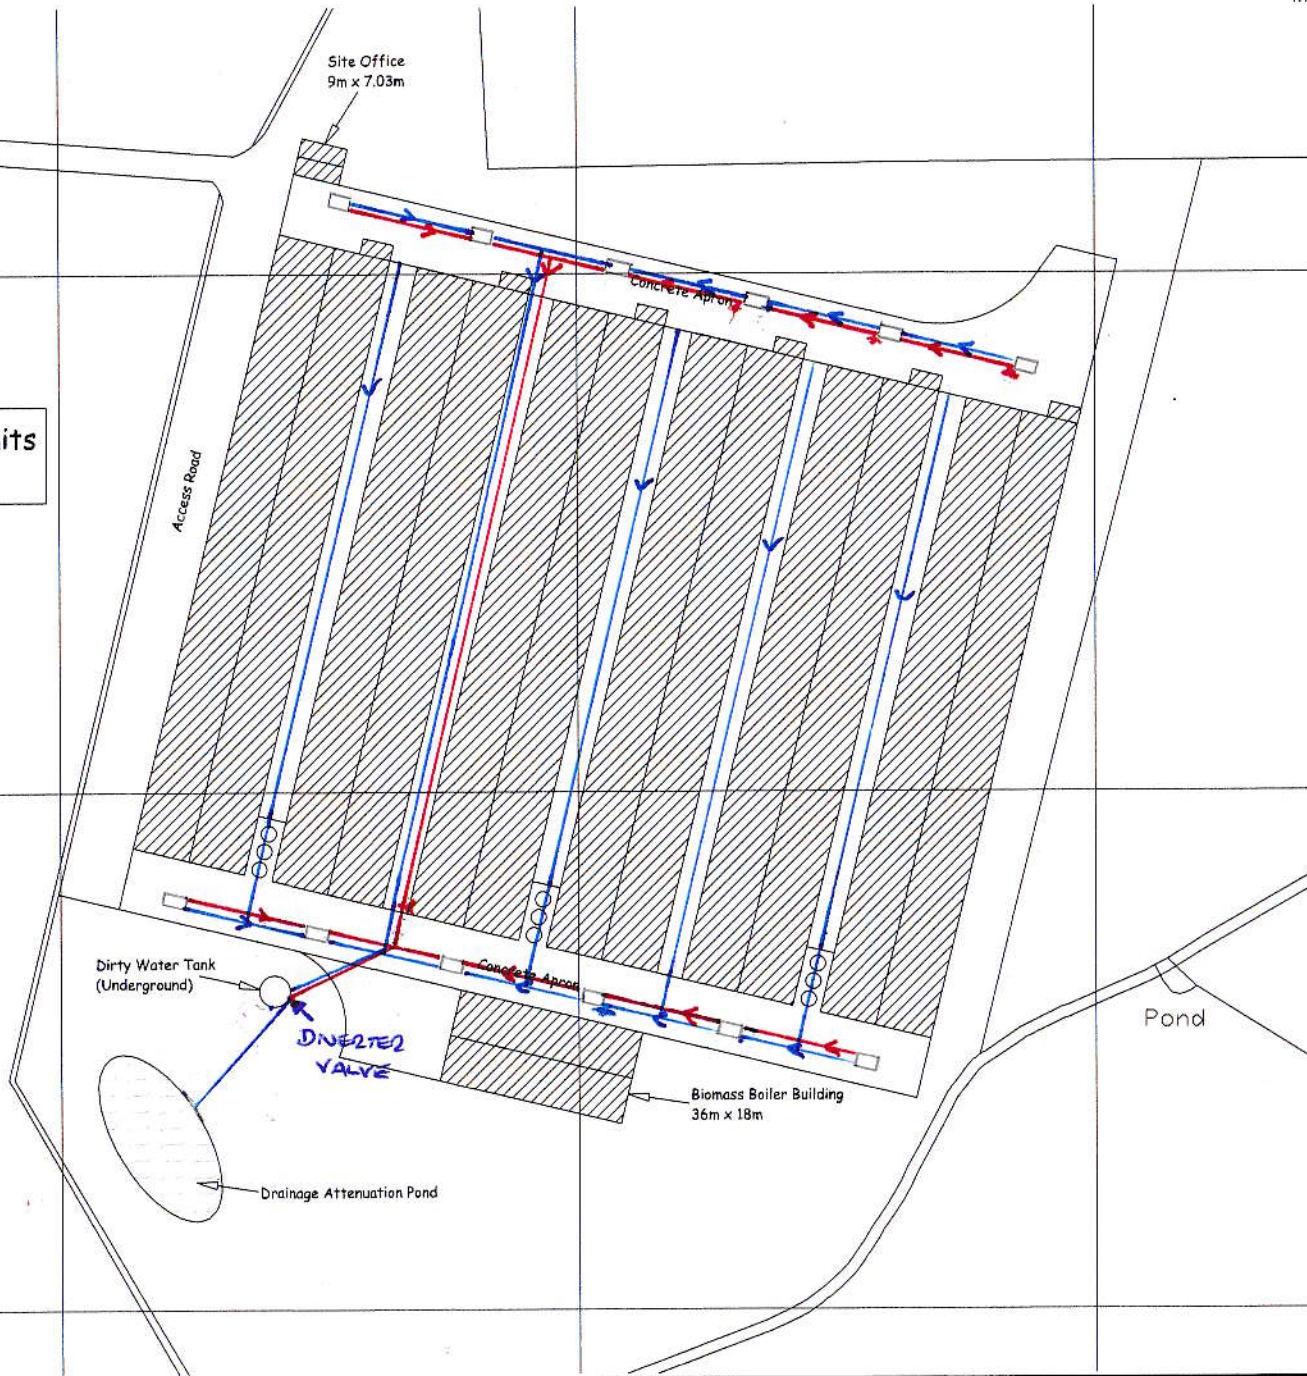 Site Office
9m x 7.03m
Concrete Apron
its
Access Road
Dirty Water Tank
(Underground)
Concrete Apron
DIVERTER
VALVE
Pond
Biomass Boiler Building
36m x 18m
Drainage Attenuation Pond